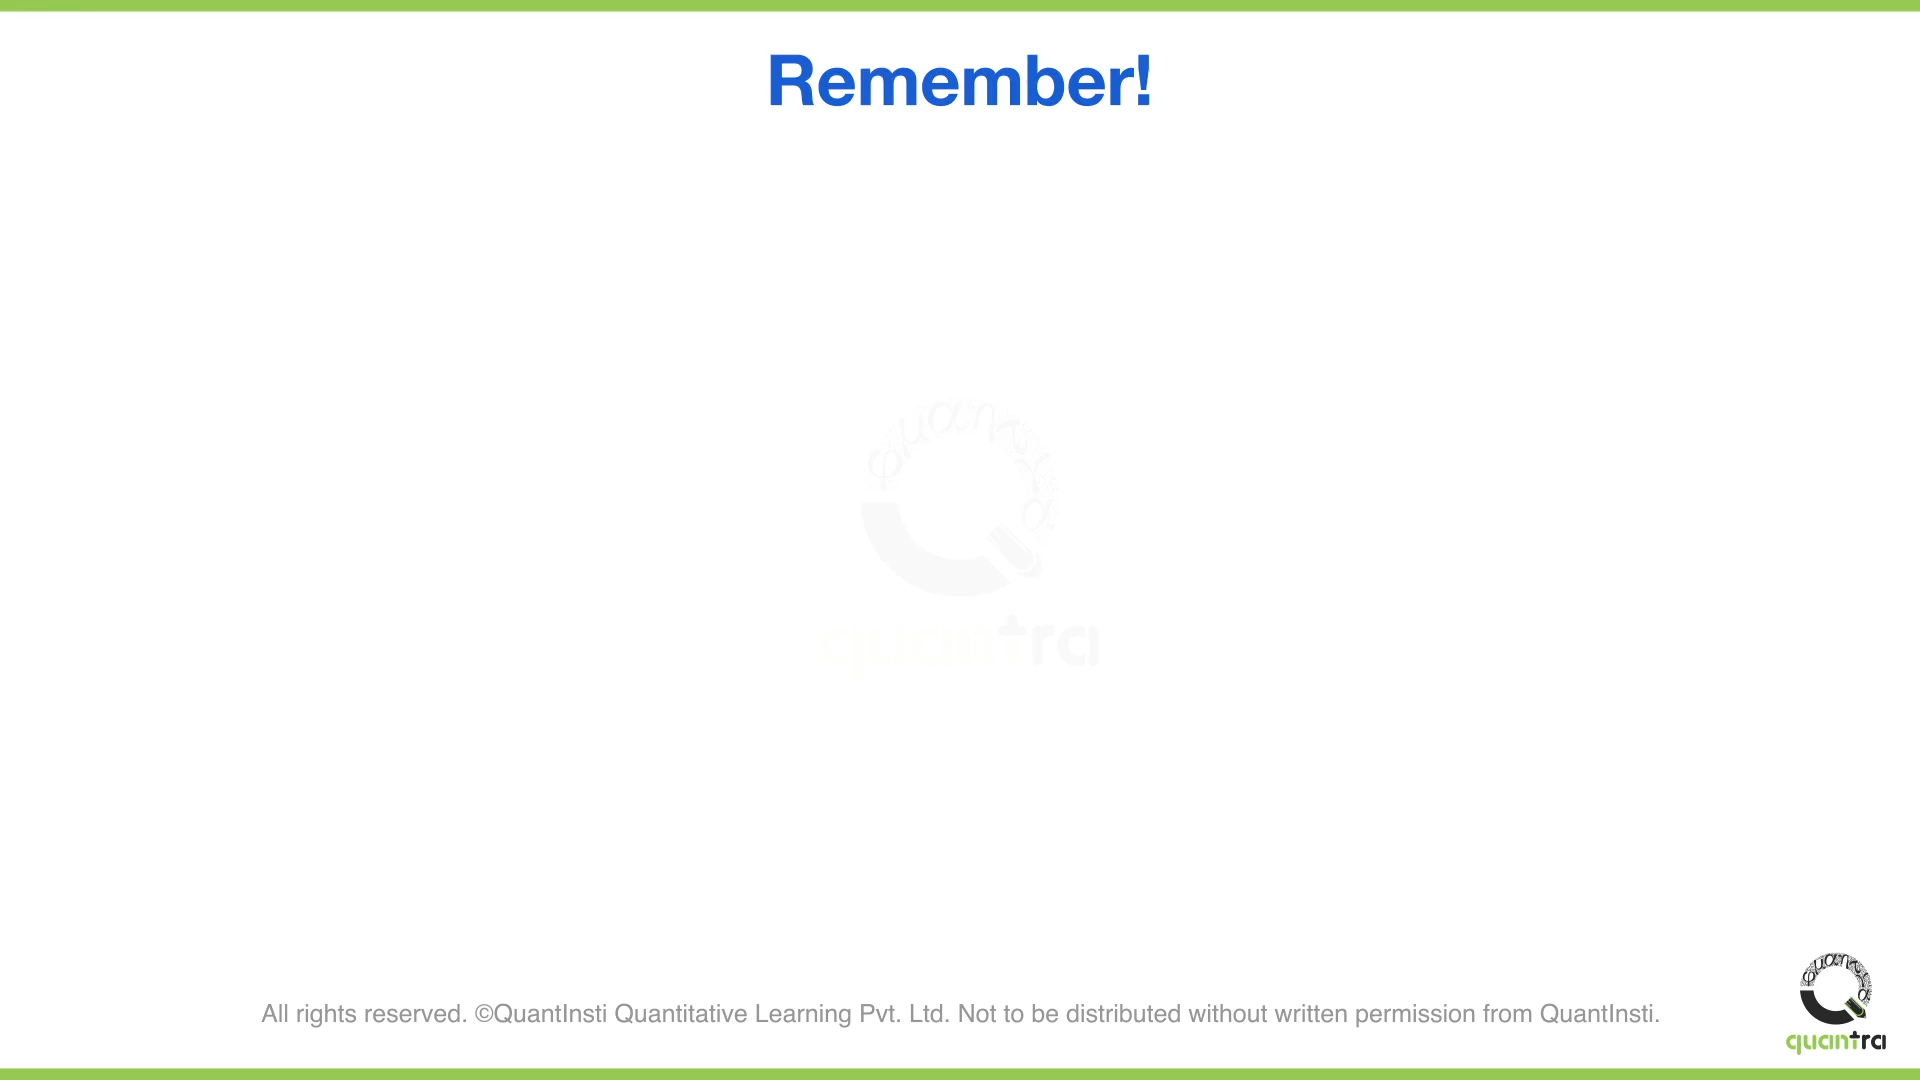 Remember!
quantra
All rights reserved. ©QuantInsti Quantitative Learning Pvt. Ltd. Not to be distributed without written permission from QuantInsti.
quantra